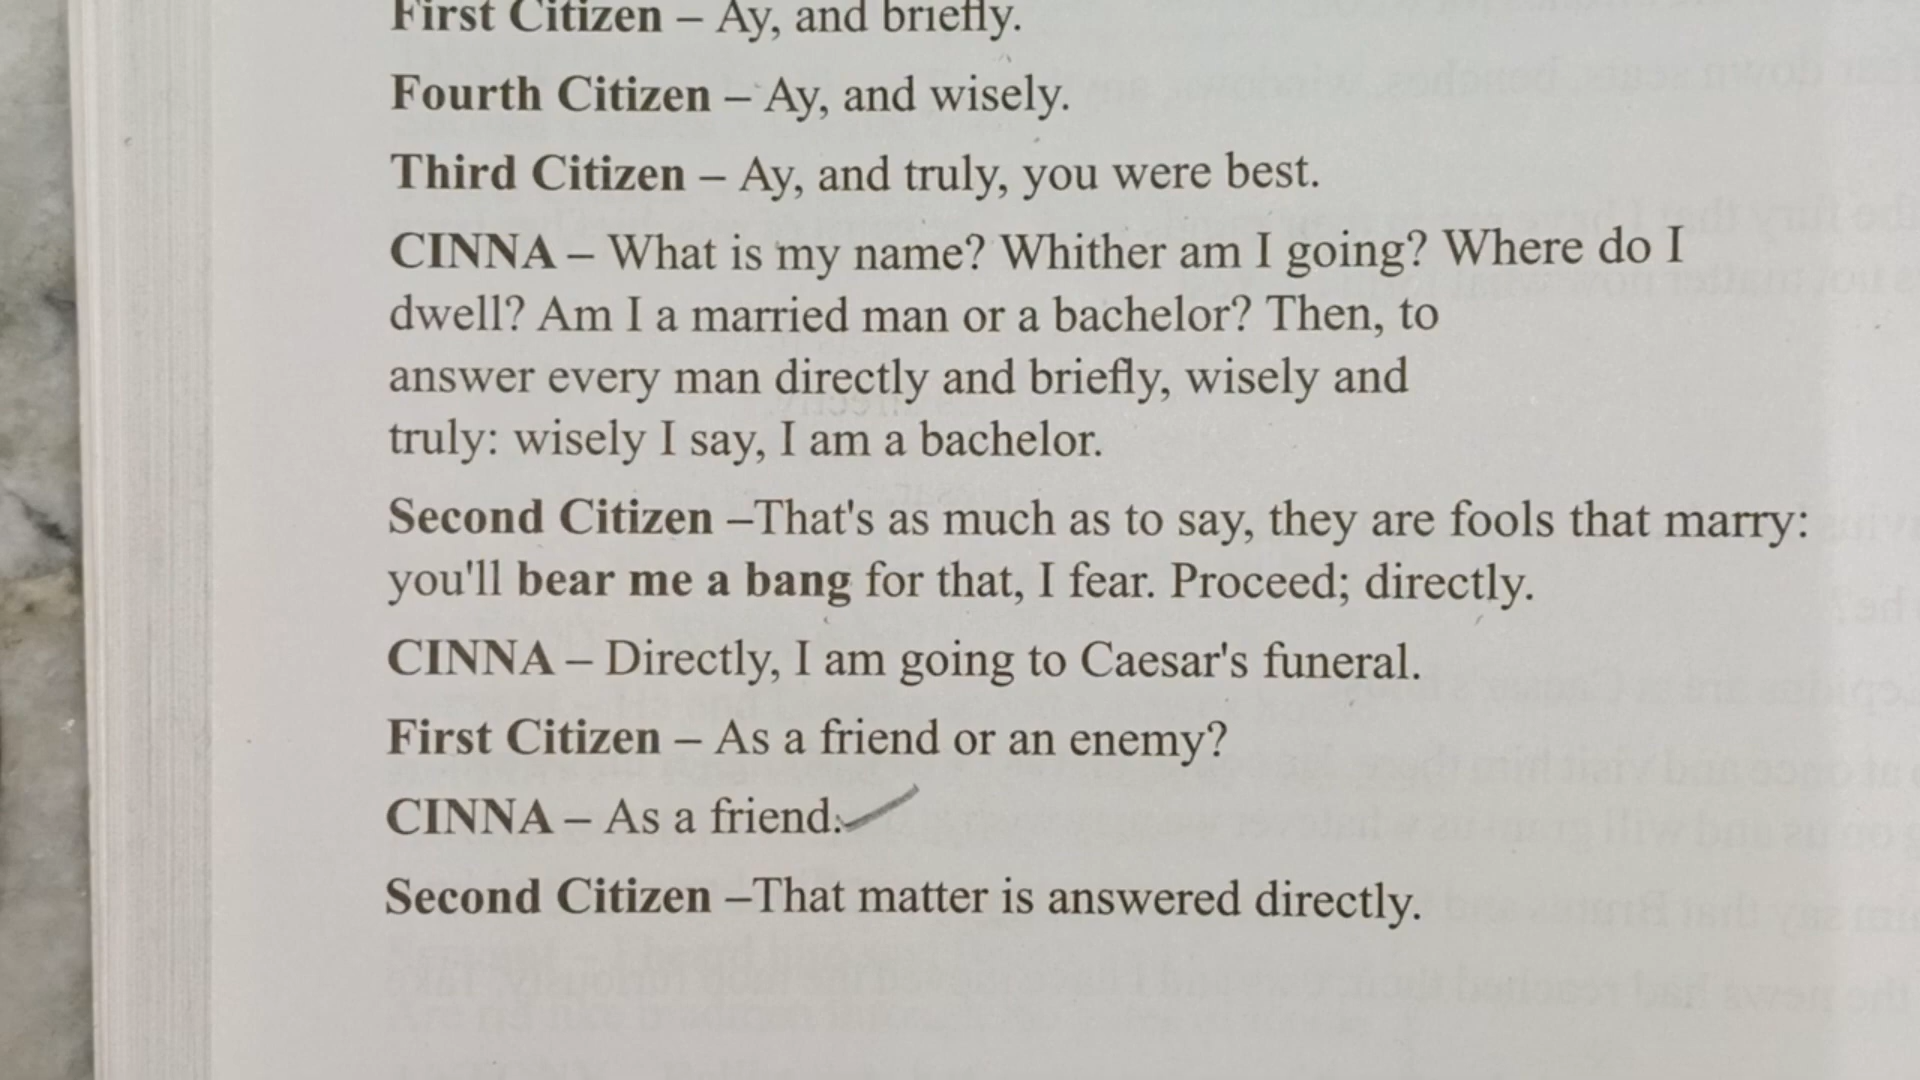 First Citizen – Ay, and briefly.
Fourth Citizen – Ay, and wisely.
Third Citizen – Ay, and truly, you were best.
CINNA – What is my name? Whither am I going? Where do I
dwell? Am I a married man or a bachelor? Then, to
answer every man directly and briefly, wisely and
truly: wisely I say, I am a bachelor.
Second Citizen –That's as much as to say, they are fools that marry:
you'll bear me a bang for that, I fear. Proceed; directly.
CINNA – Directly, I am going to Caesar's funeral.
First Citizen – As a friend or an enemy?
CINNA – As a friend.
Second Citizen –That matter is answered directly.